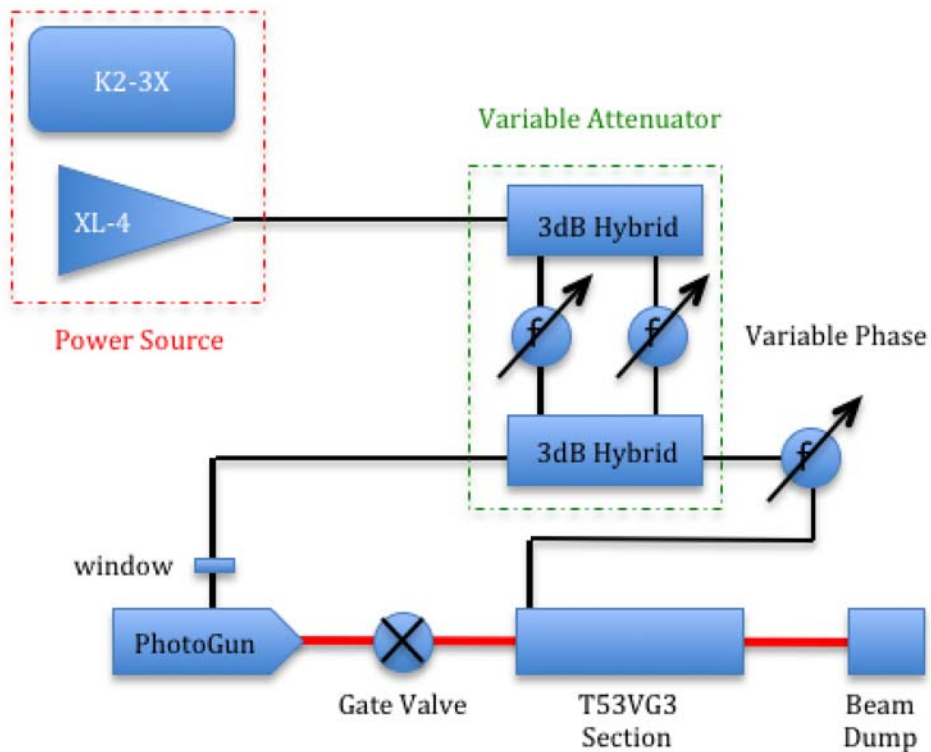 K2-3X
XL-4
Power Source
Variable Attenuator
3dB Hybrid
f
f
3dB Hybrid
Variable Phase
f
window
PhotoGun
Gate Valve
T53VG3
Section
Beam
Dump